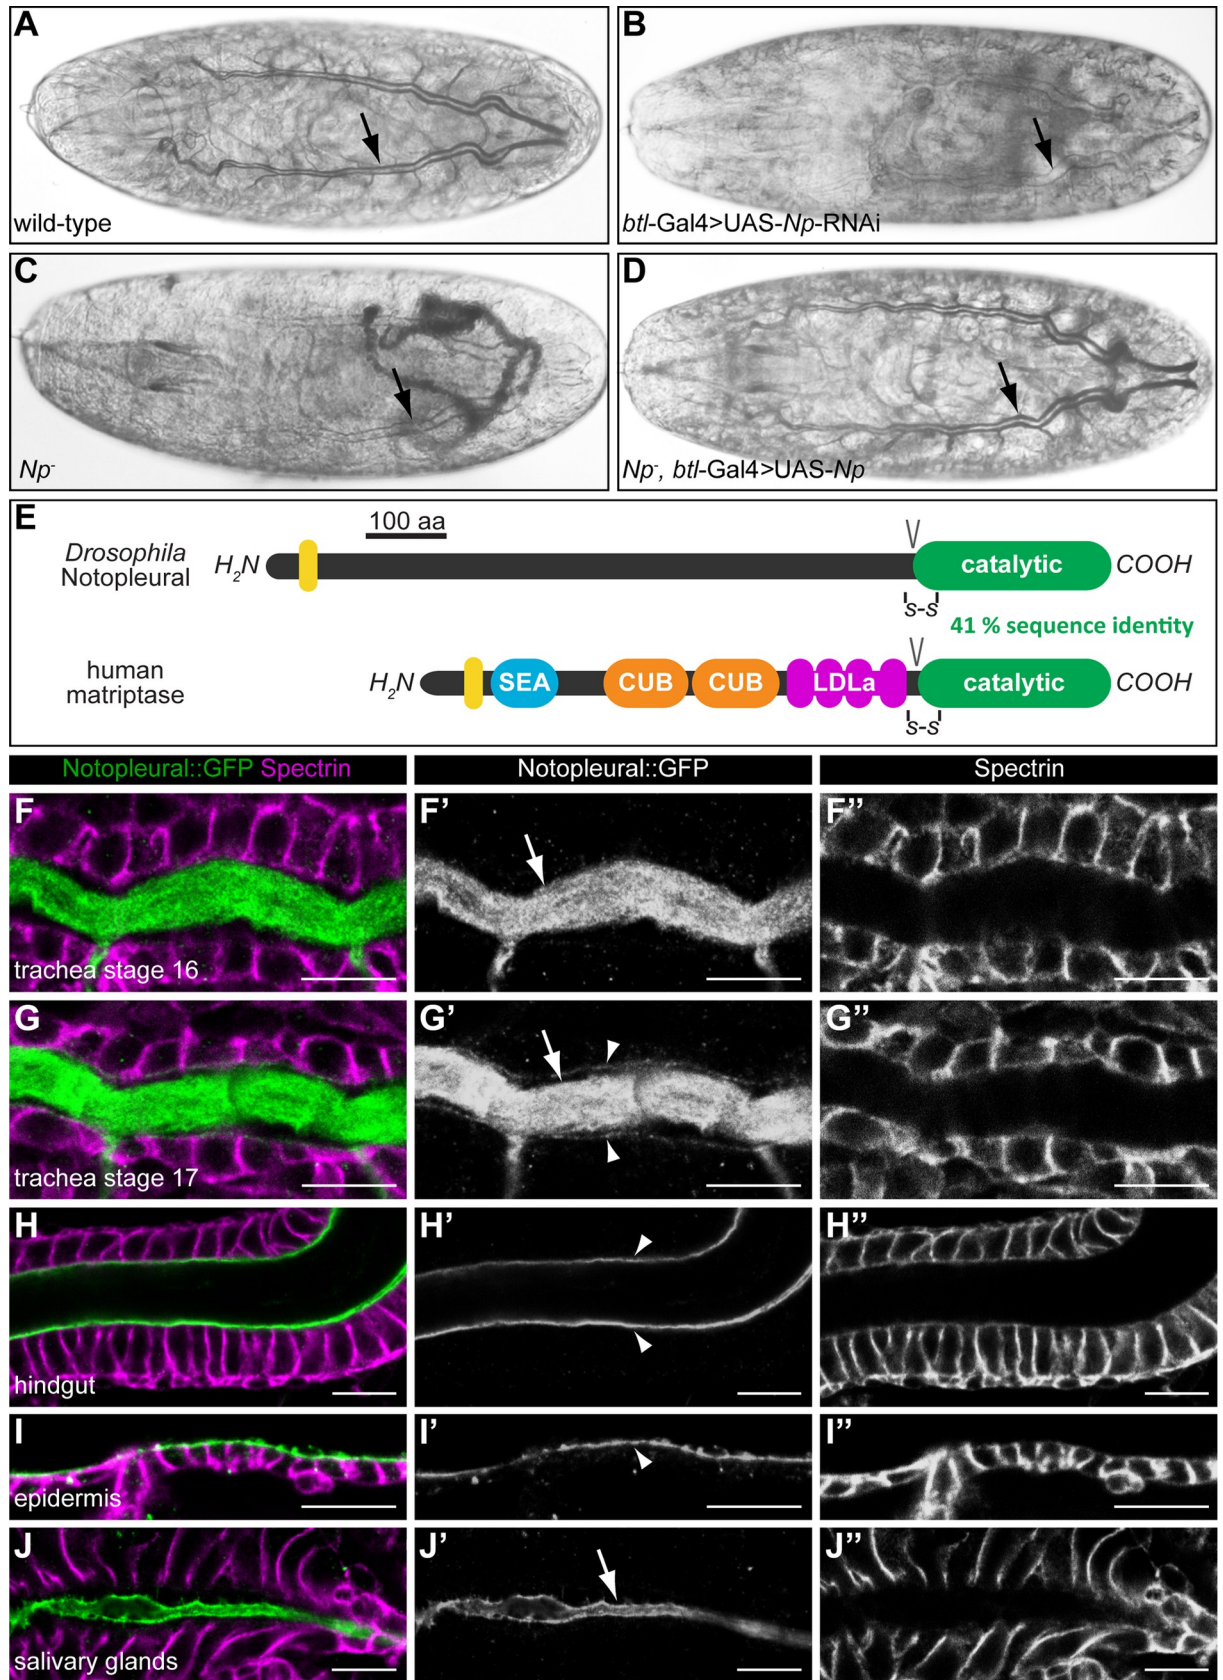 A
wild-type
B
btl-Gal4>UAS-Np-RNAi
C
Np-
D
Np-, btl-Gal4>UAS-Np
E
100 aa
Drosophila
Notopleural
H2N
catalytic
COOH
s-s
41 % sequence identity
human
matriptase
H2N
SEA
CUB
CUB
LDLa
catalytic
COOH
s-s
Notopleural::GFP Spectrin
Notopleural::GFP
Spectrin
F
trachea stage 16
F'
F''
G
trachea stage 17
G'
G''
H
hindgut
H'
H''
I
epidermis
I'
I''
J
salivary glands
J'
J''